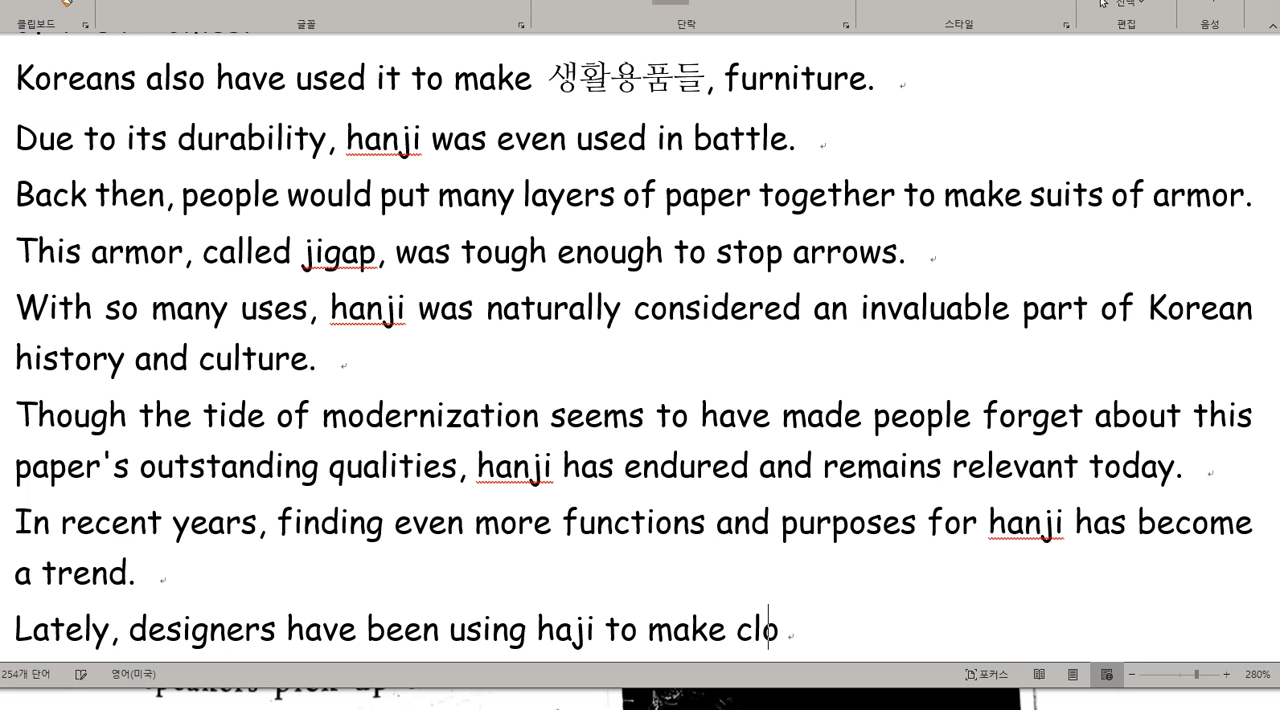 선택
클립보드 글꼴 단락 스타일 편집 음성
Koreans also have used it to make 생활용품들, furniture.
Due to its durability, hanji was even used in battle.
Back then, people would put many layers of paper together to make suits of armor.
This armor, called jigap, was tough enough to stop arrows.
With so many uses, hanji was naturally considered an invaluable part of Korean
history and culture.
Though the tide of modernization seems to have made people forget about this
paper's outstanding qualities, hanji has endured and remains relevant today.
In recent years, finding even more functions and purposes for hanji has become
a trend.
Lately, designers have been using haji to make clo
254개 단어 영어(미국) 포커스 280%
speakers pick up